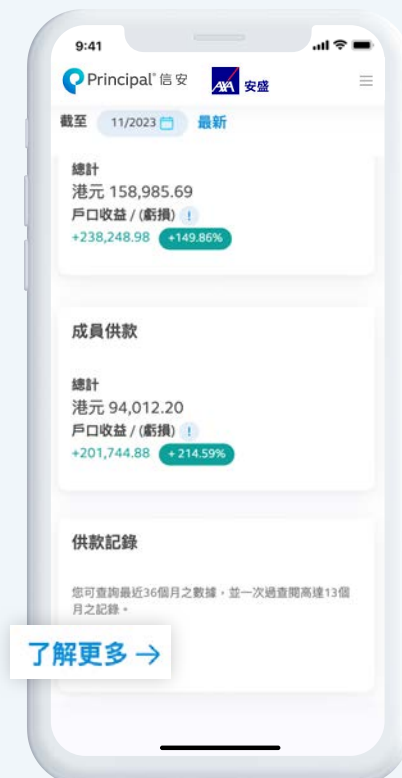 9:41
Principal® 信安 AXA 安盛
截至 11/2023 最新
總計
港元 158,985.69
戶口收益 / (虧損) !
+238,248.98 +149.86%
成員供款
總計
港元 94,012.20
戶口收益 / (虧損) !
+201,744.88 + 214.59%
供款記錄
您可查詢最近36個月之數據，並一次過查閱高達13個
月之記錄。
了解更多 →